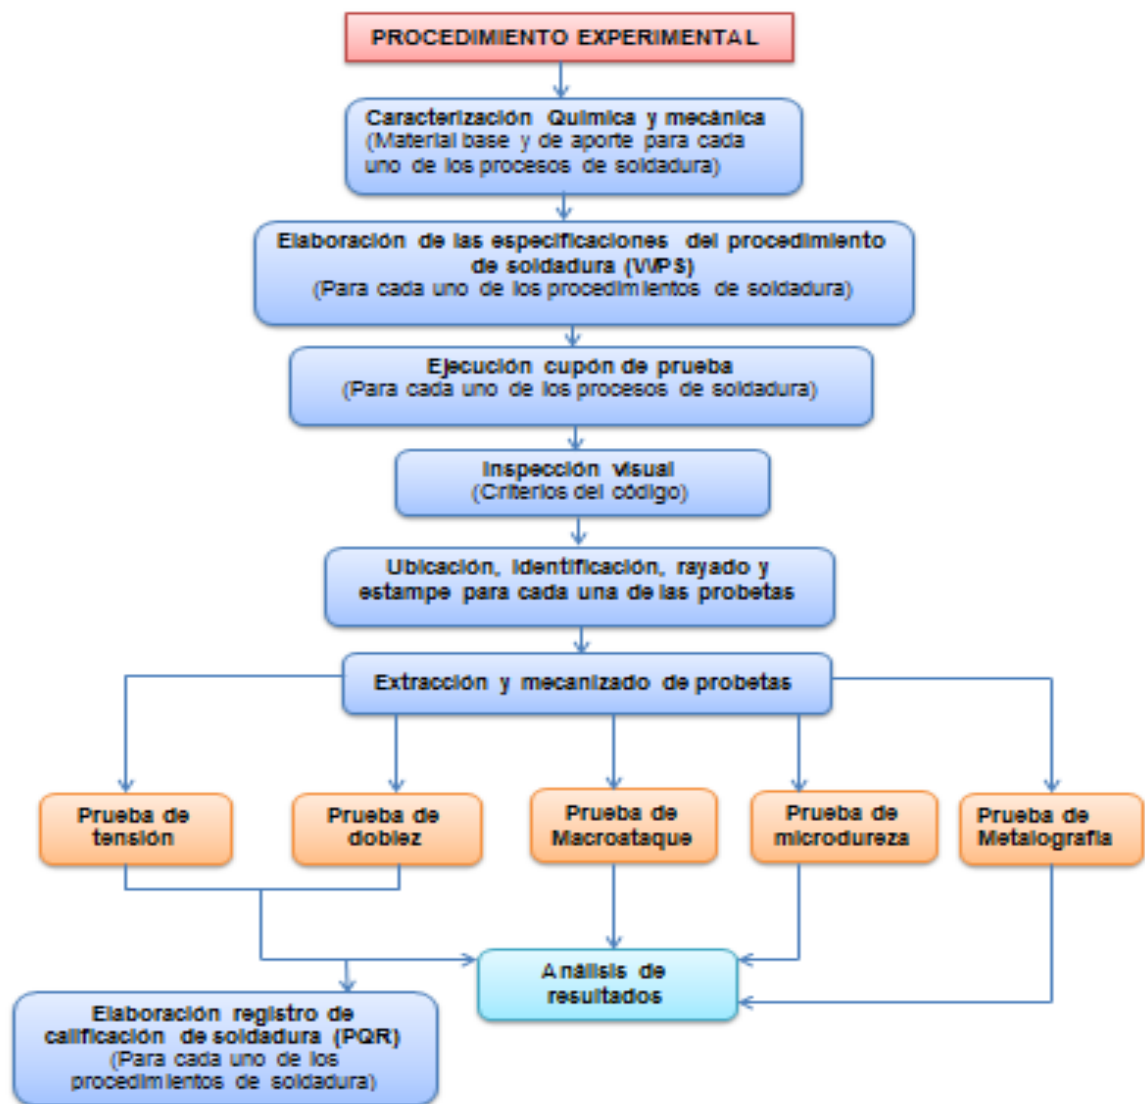 PROCEDIMIENTO EXPERIMENTAL
Caracterización Química y mecánica
(Material base y de aporte para cada
uno de los procesos de soldadura)
Elaboración de las especificaciones del procedimiento
de soldadura (WPS)
(Para cada uno de los procedimientos de soldadura)
Ejecución cupón de prueba
(Para cada uno de los procesos de soldadura)
Inspección visual
(Criterios del código)
Ubicación, identificación, rayado y
estampe para cada una de las probetas
Extracción y mecanizado de probetas
Prueba de
tensión
Prueba de
doblez
Prueba de
Macroataque
Prueba de
microdureza
Prueba de
Metalografía
Análisis de
resultados
Elaboración registro de
calificación de soldadura (PQR)
(Para cada uno de los
procedimientos de soldadura)